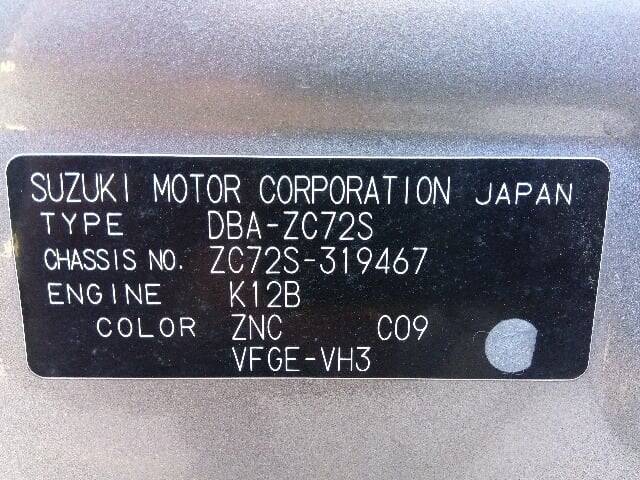 SUZUKI MOTOR CORPORATION JAPAN
TYPE DBA-ZC72S
CHASSIS NO. ZC72S-319467
ENGINE K12B
COLOR ZNC C09
VFGE-VH3